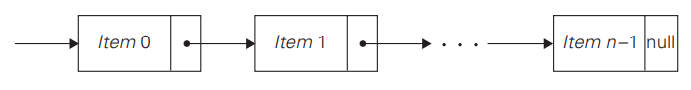 Item 0 Item 1 . . . Item n–1 null